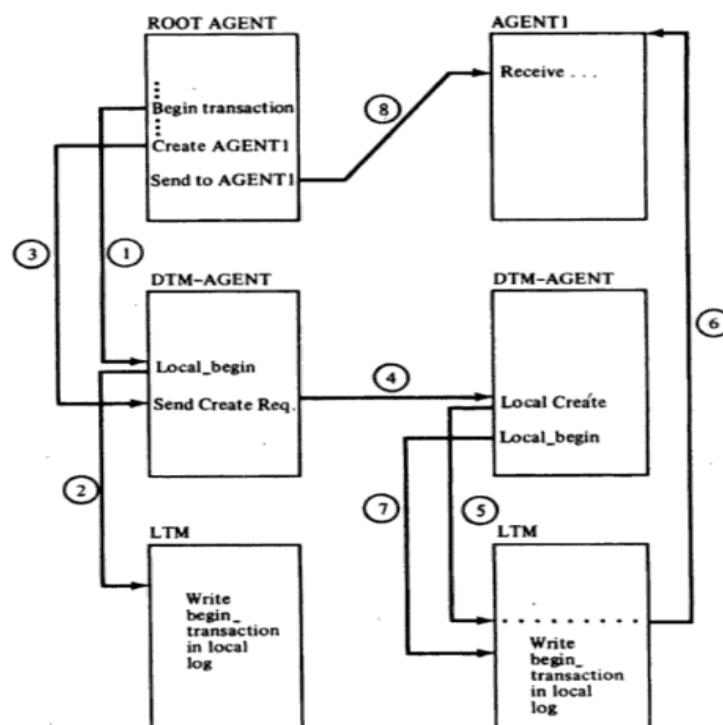 ROOT AGENT
Begin transaction
Create AGENT1
Send to AGENT1
AGENT1
Receive . . .
8
3
1
6
DTM-AGENT
Local_begin
Send Create Req.
4
DTM-AGENT
Local Create
Local_begin
2
7
5
LTM
Write
begin_
transaction
in local
log
LTM
Write
begin_
transaction
in local
log